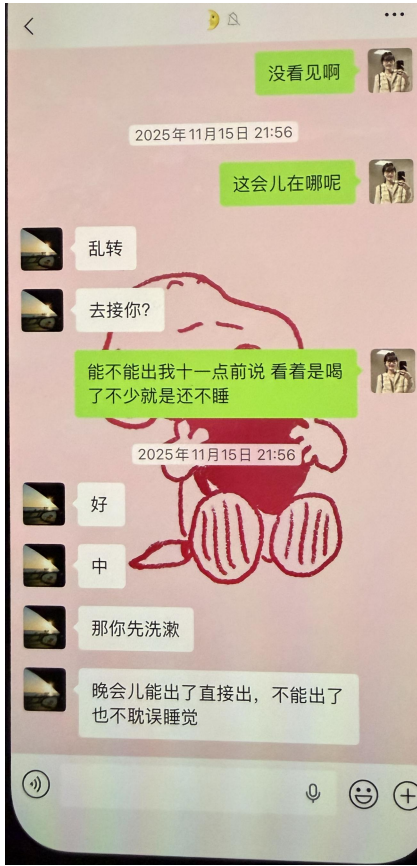 没看见啊
2025年11月15日 21:56
这会儿在哪呢
乱转
去接你?
能不能出我十一点前说 看着是喝
了不少就是还不睡
2025年11月15日 21:56
好
中
那你先洗漱
晚会儿能出了直接出，不能出了
也不耽误睡觉